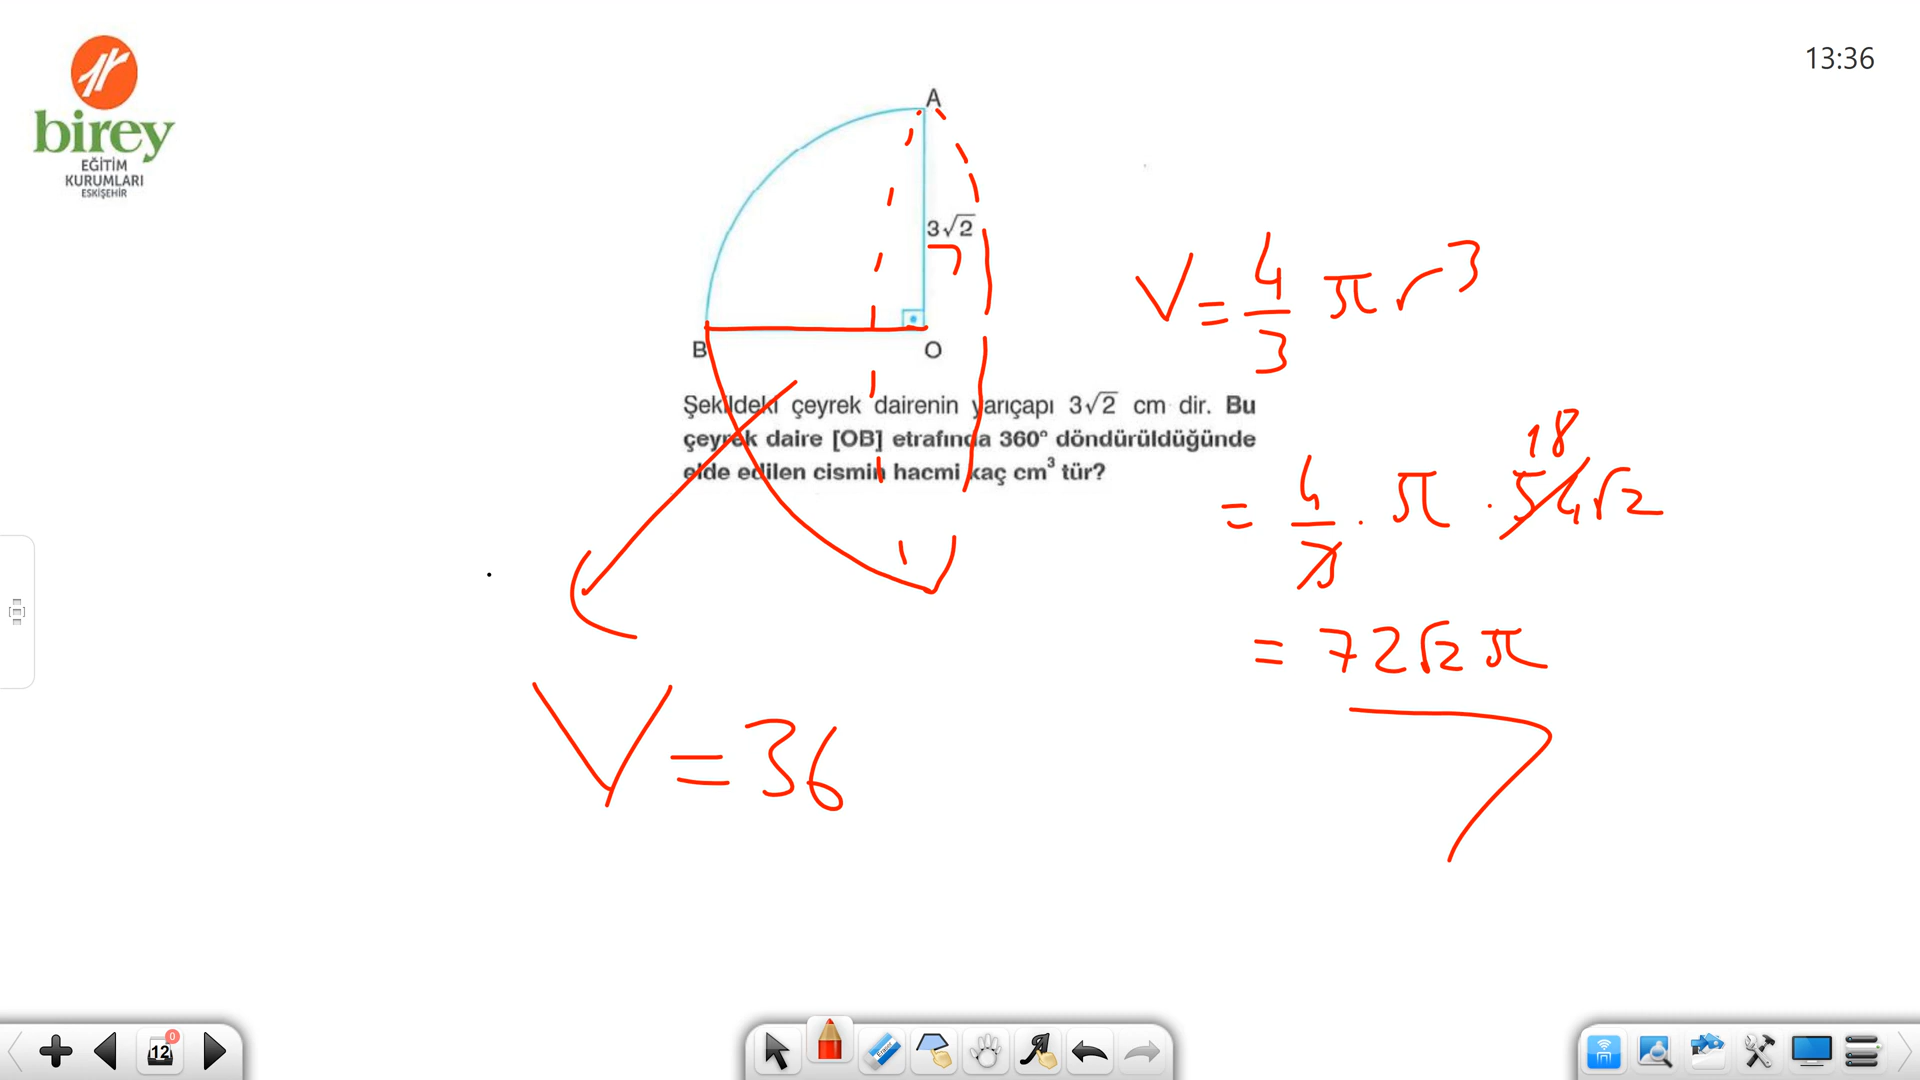 birey
EĞİTİM
KURUMLARI
ESKİŞEHİR
13:36
A
3√2
B
O
Şekildeki çeyrek dairenin yarıçapı 3√2 cm dir. Bu
çeyrek daire [OB] etrafında 360° döndürüldüğünde
elde edilen cismin hacmi kaç cm³ tür?
V = 4/3 π r³
18
= 4/3 · π · 54√2
= 72√2 π
V = 36
12
0